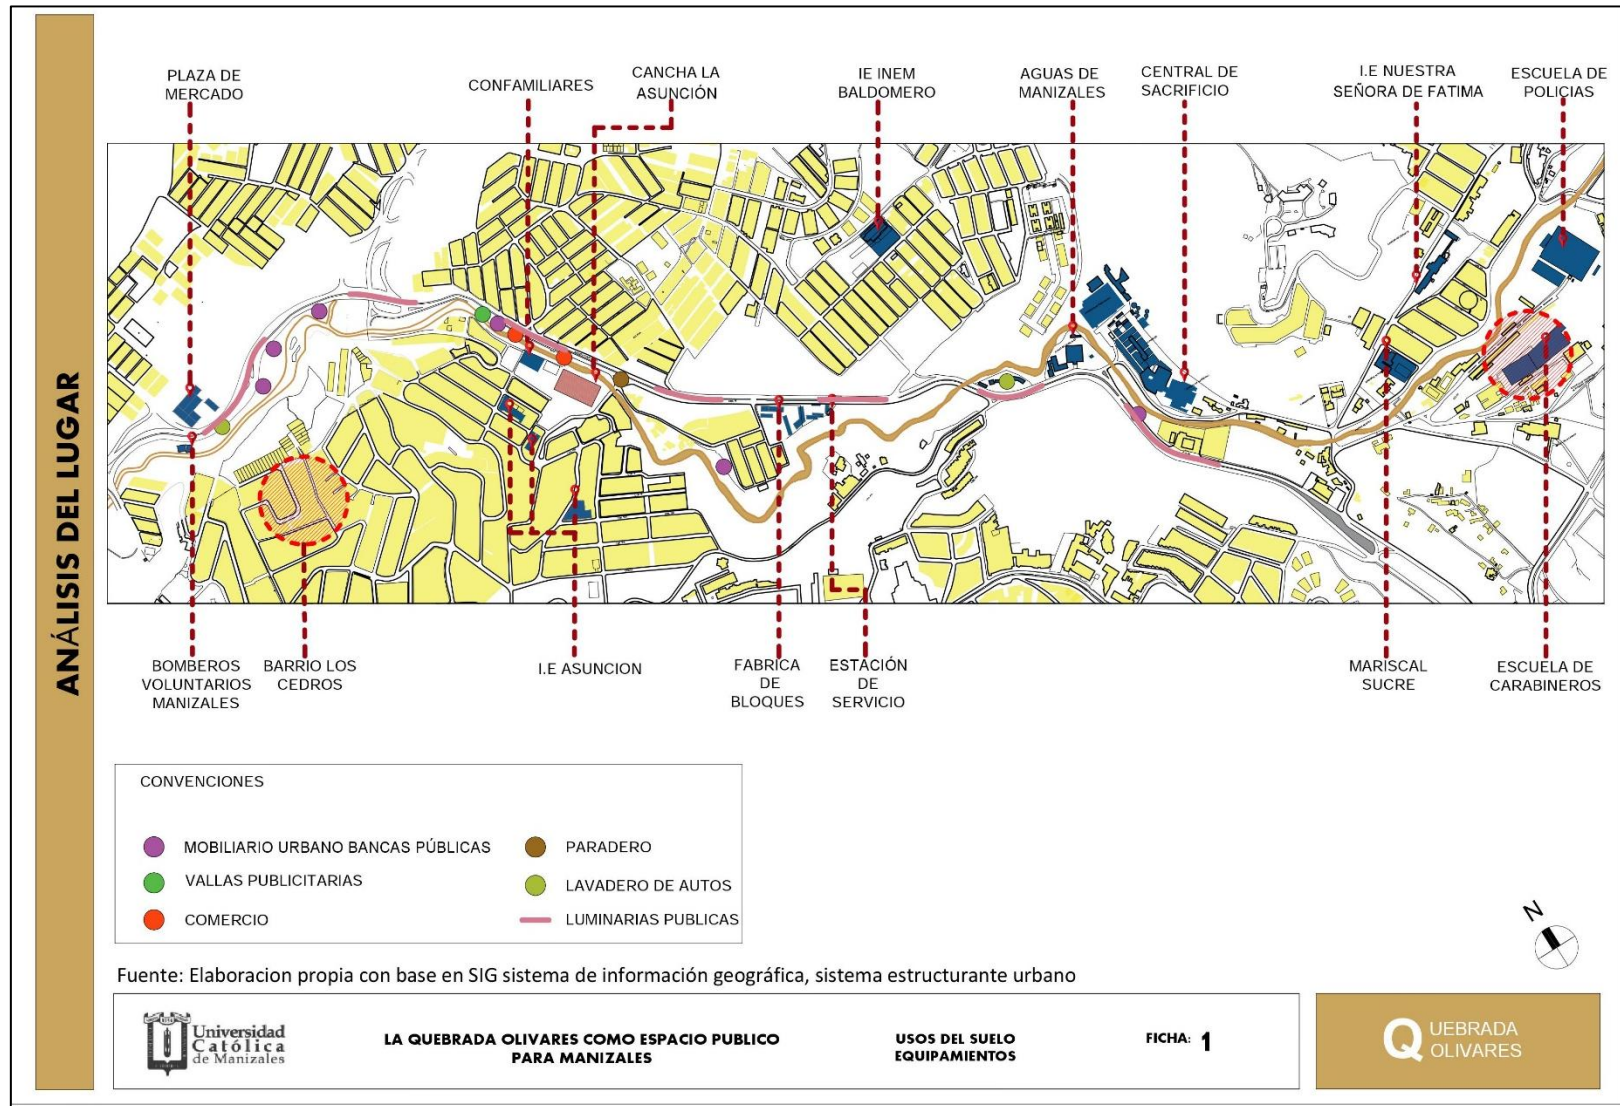 ANÁLISIS DEL LUGAR
PLAZA DE
MERCADO
CONFAMILIARES
CANCHA LA
ASUNCIÓN
IE INEM
BALDOMERO
AGUAS DE
MANIZALES
CENTRAL DE
SACRIFICIO
I.E NUESTRA
SEÑORA DE FATIMA
ESCUELA DE
POLICIAS
BOMBEROS
VOLUNTARIOS
MANIZALES
BARRIO LOS
CEDROS
I.E ASUNCION
FABRICA
DE
BLOQUES
ESTACIÓN
DE
SERVICIO
MARISCAL
SUCRE
ESCUELA DE
CARABINEROS
CONVENCIONES
MOBILIARIO URBANO BANCAS PÚBLICAS
VALLAS PUBLICITARIAS
COMERCIO
PARADERO
LAVADERO DE AUTOS
LUMINARIAS PUBLICAS
N
Fuente: Elaboracion propia con base en SIG sistema de información geográfica, sistema estructurante urbano
Universidad
Católica
de Manizales
LA QUEBRADA OLIVARES COMO ESPACIO PUBLICO
PARA MANIZALES
USOS DEL SUELO
EQUIPAMIENTOS
FICHA: 1
QUEBRADA
OLIVARES